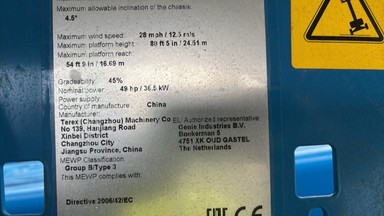 Maximum allowable inclination of the chassis:
4.5°
Maximum wind speed: 28 mph / 12.5 m/s
Maximum platform height: 80 ft 5 in / 24.51 m
Maximum platform reach:
54 ft 9 in / 16.69 m
Gradeability: 45%
Nominal power: 49 hp / 36.5 kW
Power supply:
Country of manufacture: China
Manufacturer:
Terex (Changzhou) Machinery Co
No 139, Hanjiang Road
Xinbei District
Changzhou City
Jiangsu Province, China
EU Authorized representative:
Genie Industries B.V.
Bunkerman 5
4751 XK OUD GASTEL
The Netherlands
MEWP Classification:
Group B/Type 3
This MEWP complies with:
Directive 2006/42/EC
CE